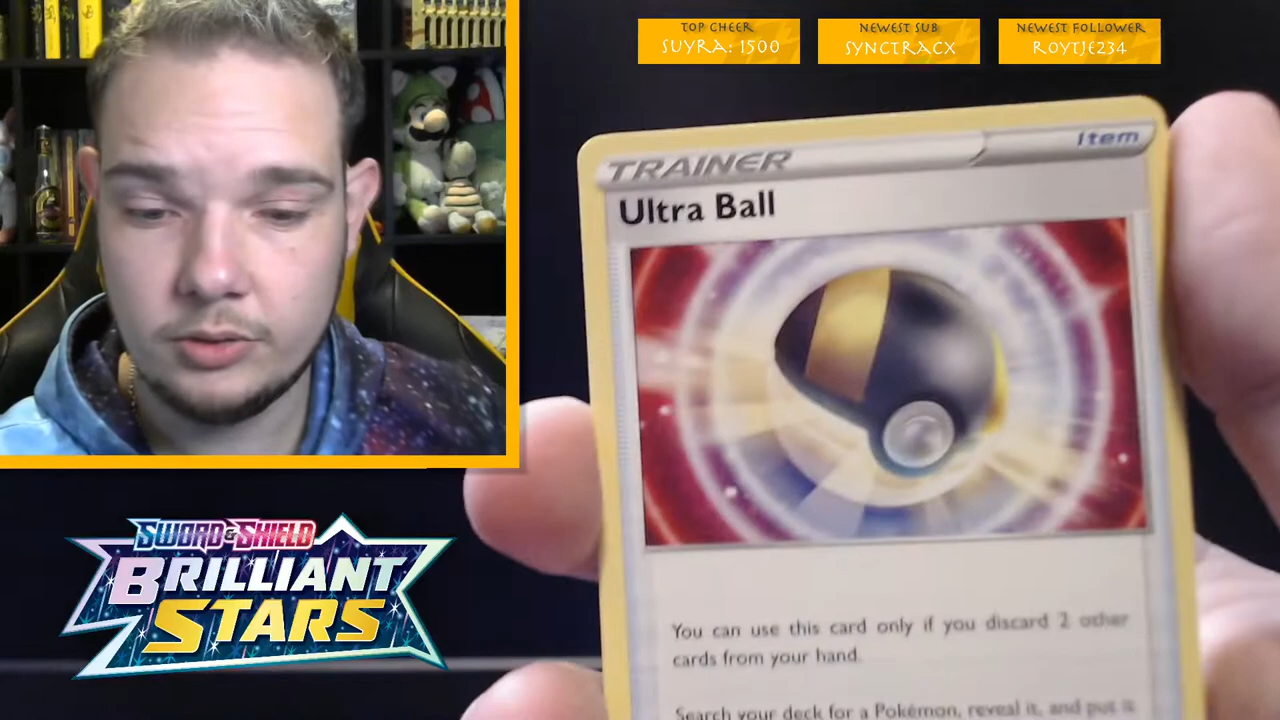 TOP CHEER
SUYRA: 1500
NEWEST SUB
SYNCTRACX
NEWEST FOLLOWER
ROYTJE234
TRAINER
Item
Ultra Ball
You can use this card only if you discard 2 other
cards from your hand.
Search your deck for a Pokémon, reveal it, and put it
SWORD & SHIELD
BRILLIANT
STARS